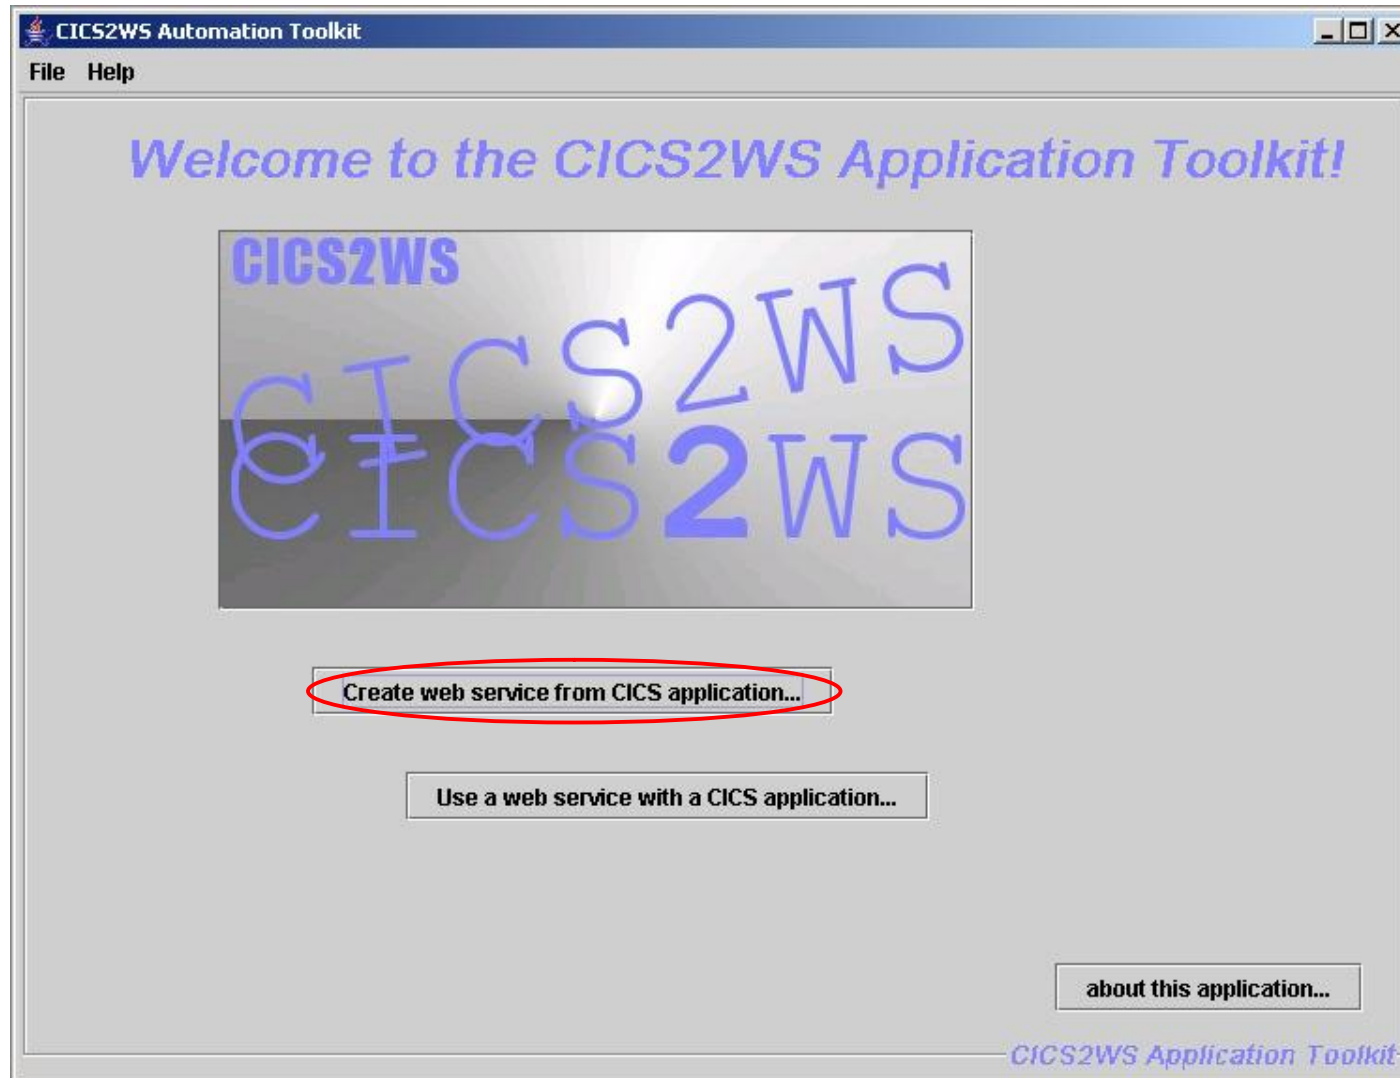 CICS2WS Automation Toolkit
File Help
Welcome to the CICS2WS Application Toolkit!
CICS2WS
CICS2WS
CICS2WS
Create web service from CICS application...
Use a web service with a CICS application...
about this application...
CICS2WS Application Toolkit